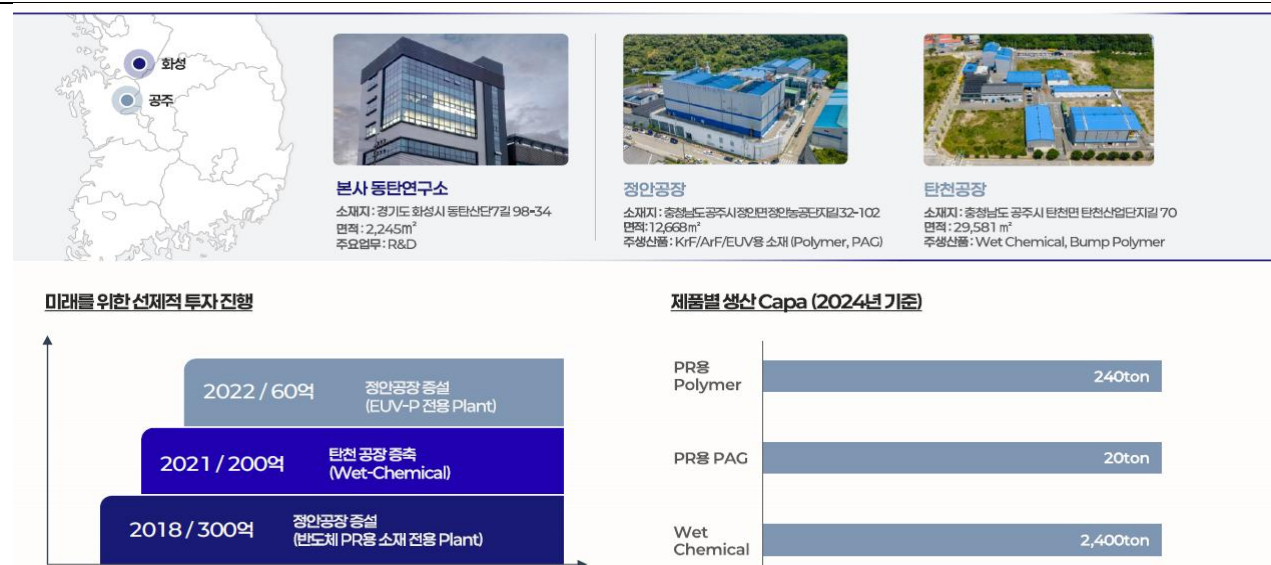 화성
공주
본사 동탄연구소
소재지 : 경기도 화성시 동탄산단7길 98-34
면적 : 2,245㎡
주요업무 : R&D
정안공장
소재지 : 충청남도 공주시 정안면 정안농공단지길 32-102
면적 : 12,668㎡
주생산품 : KrF/ArF/EUV용 소재 (Polymer, PAG)
탄천공장
소재지 : 충청남도 공주시 탄천면 탄천산업단지길 70
면적 : 29,581 ㎡
주생산품 : Wet Chemical, Bump Polymer
미래를 위한 선제적 투자 진행
2022 / 60억
정안공장 증설
(EUV-P 전용 Plant)
2021 / 200억
탄천 공장 증축
(Wet-Chemical)
2018 / 300억
정안공장 증설
(반도체 PR용 소재 전용 Plant)
제품별 생산 Capa (2024년 기준)
PR용
Polymer
240ton
PR용 PAG
20ton
Wet
Chemical
2,400ton